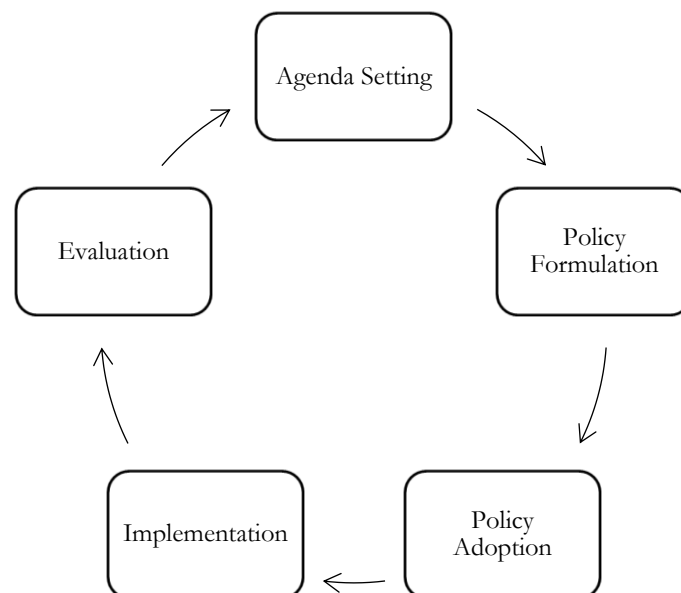 Agenda Setting
Policy
Formulation
Policy
Adoption
Implementation
Evaluation